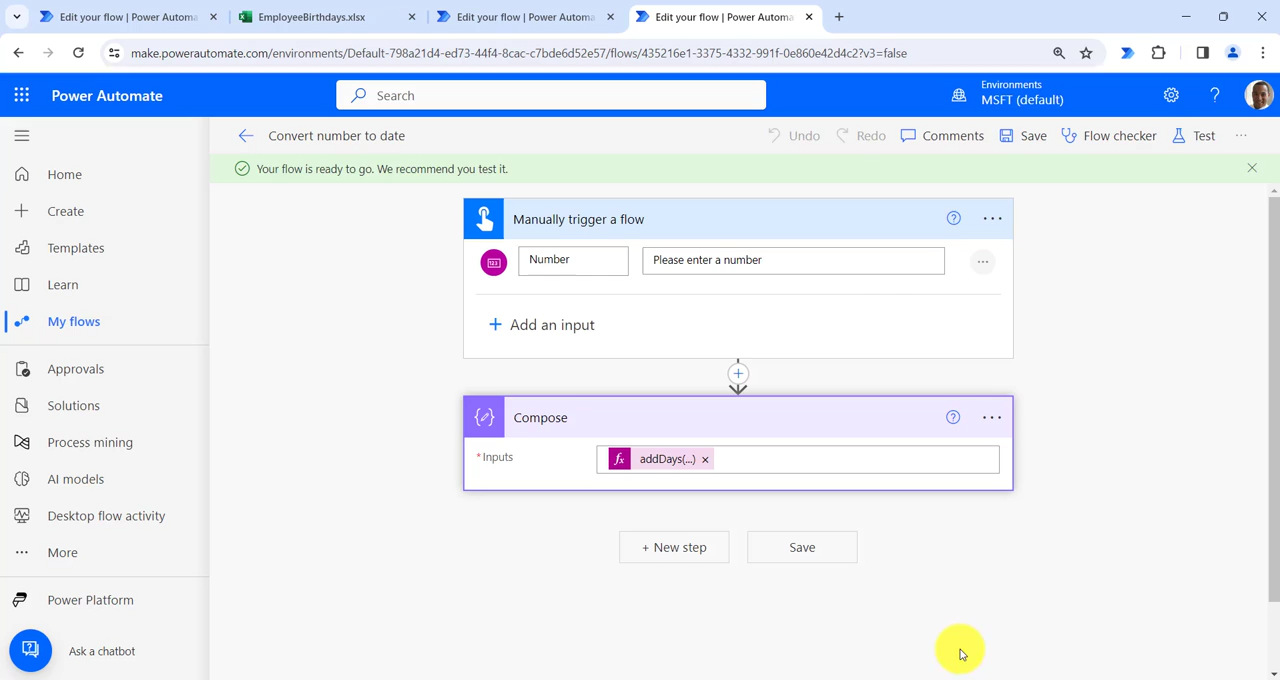 Edit your flow | Power Automa
EmployeeBirthdays.xlsx
Edit your flow | Power Automa
Edit your flow | Power Automa
make.powerautomate.com/environments/Default-798a21d4-ed73-44f4-8cac-c7bde6d52e57/flows/435216e1-3375-4332-991f-0e860e42d4c2?v3=false
Power Automate
Search
Environments
MSFT (default)
Convert number to date
Undo
Redo
Comments
Save
Flow checker
Test
Your flow is ready to go. We recommend you test it.
Home
Create
Templates
Learn
My flows
Approvals
Solutions
Process mining
AI models
Desktop flow activity
More
Power Platform
Ask a chatbot
Manually trigger a flow
123
Number
Please enter a number
Add an input
Compose
*Inputs
fx
addDays(...)
+ New step
Save